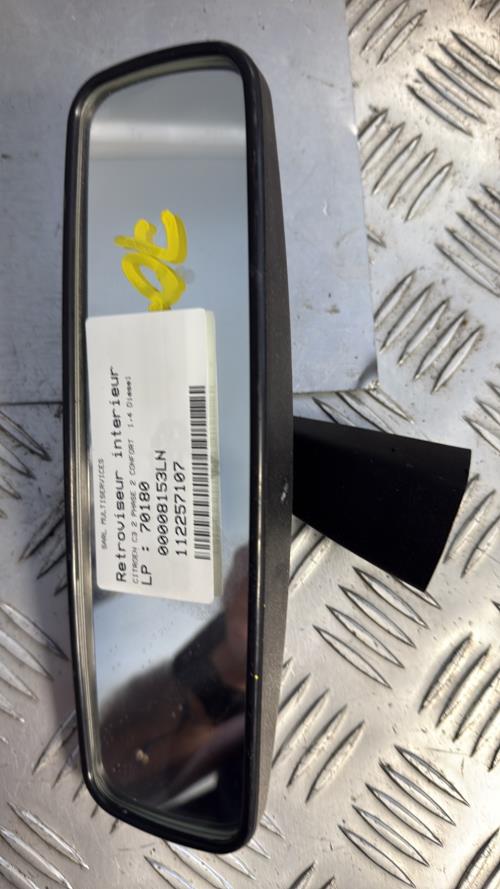 SARL MULTISERVICES
Retroviseur interieur
CITROEN C3 2 PHASE 2 CONFORT 1.4 Diesel
LP : 70180
00008153LN
112257107